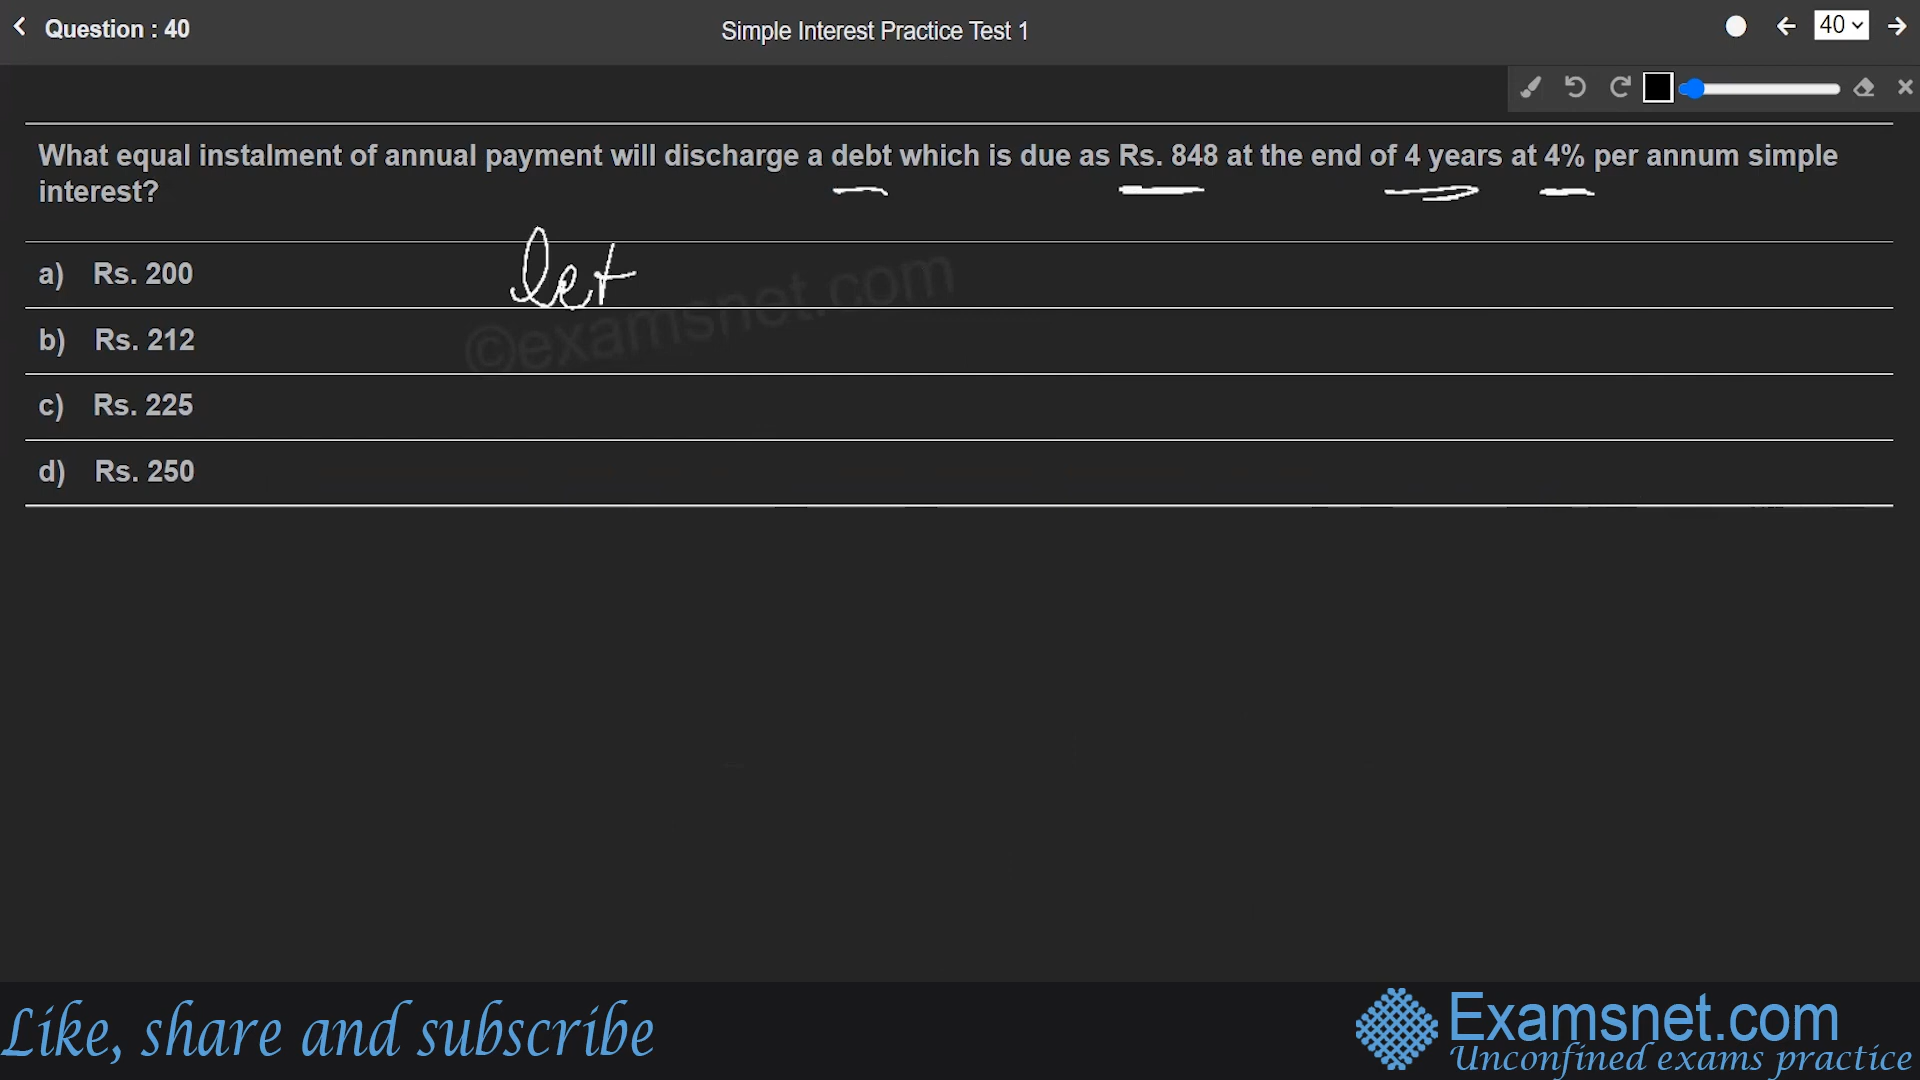 Question : 40
Simple Interest Practice Test 1
40
What equal instalment of annual payment will discharge a debt which is due as Rs. 848 at the end of 4 years at 4% per annum simple
interest?
let
a) Rs. 200
©examsnet.com
b) Rs. 212
c) Rs. 225
d) Rs. 250
Like, share and subscribe
Examsnet.com
Unconfined exams practice